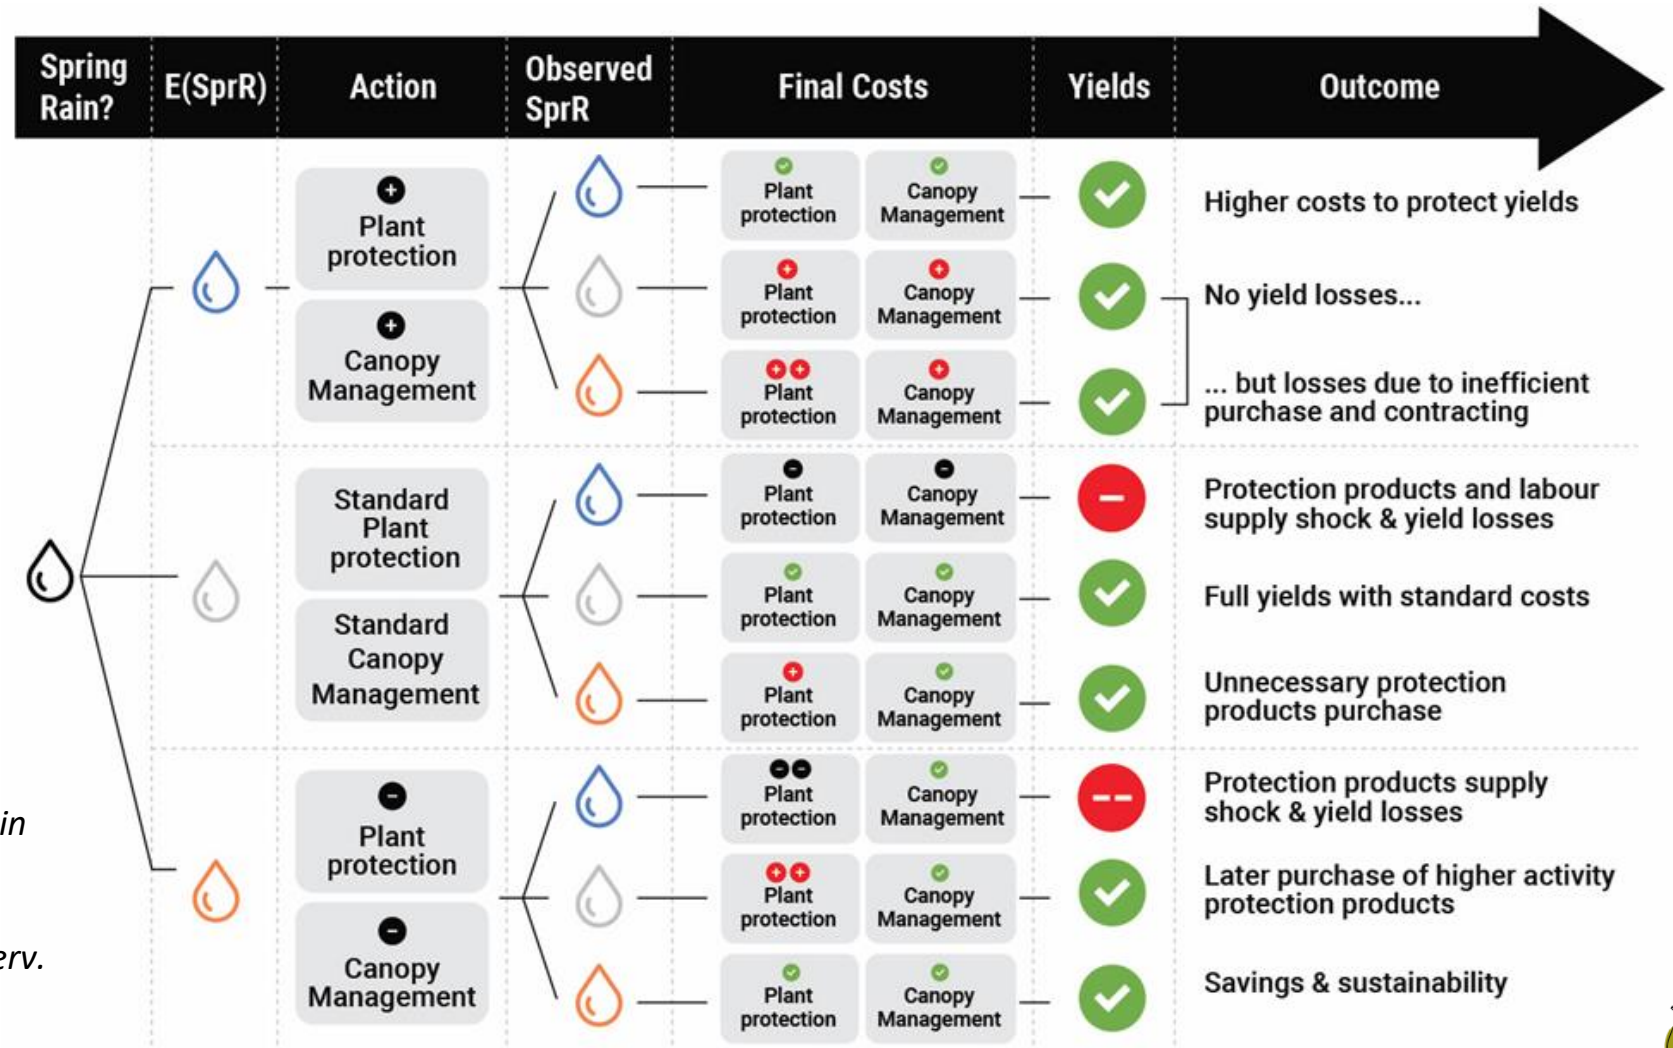 Spring
Rain?
E(SprR)
Action
Observed
SprR
Final Costs
Yields
Outcome
+
Plant
protection
+
Canopy
Management
Plant
protection
Canopy
Management
Higher costs to protect yields
+
Plant
protection
+
Canopy
Management
No yield losses...
++
Plant
protection
+
Canopy
Management
... but losses due to inefficient
purchase and contracting
Standard
Plant
protection
Standard
Canopy
Management
-
Plant
protection
-
Canopy
Management
-
Protection products and labour
supply shock & yield losses
Plant
protection
Canopy
Management
Full yields with standard costs
+
Plant
protection
Canopy
Management
Unnecessary protection
products purchase
-
Plant
protection
-
Canopy
Management
--
Plant
protection
Canopy
Management
--
Protection products supply
shock & yield losses
++
Plant
protection
Canopy
Management
Later purchase of higher activity
protection products
Plant
protection
Canopy
Management
Savings & sustainability
in
erv.